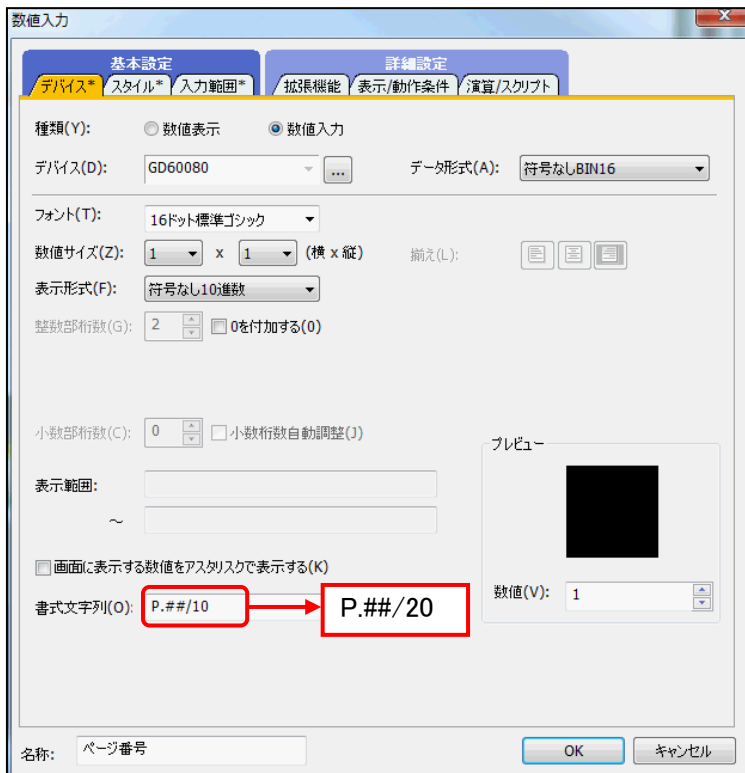 数値入力
基本設定 詳細設定
デバイス* スタイル* 入力範囲* 拡張機能 表示/動作条件 演算/スクリプト
種類(Y): 数値表示 数値入力
デバイス(D): GD60080 ... データ形式(A): 符号なしBIN16
フォント(T): 16ドット標準ゴシック
数値サイズ(Z): 1 x 1 (横 x 縦) 揃え(L):
表示形式(F): 符号なし10進数
整数部桁数(G): 2 0を付加する(0)
小数部桁数(C): 0 小数桁数自動調整(J)
プレビュー
表示範囲:
～
画面に表示する数値をアスタリスクで表示する(K)
数値(V): 1
書式文字列(O): P.##/10 P.##/20
名称: ページ番号 OK キャンセル